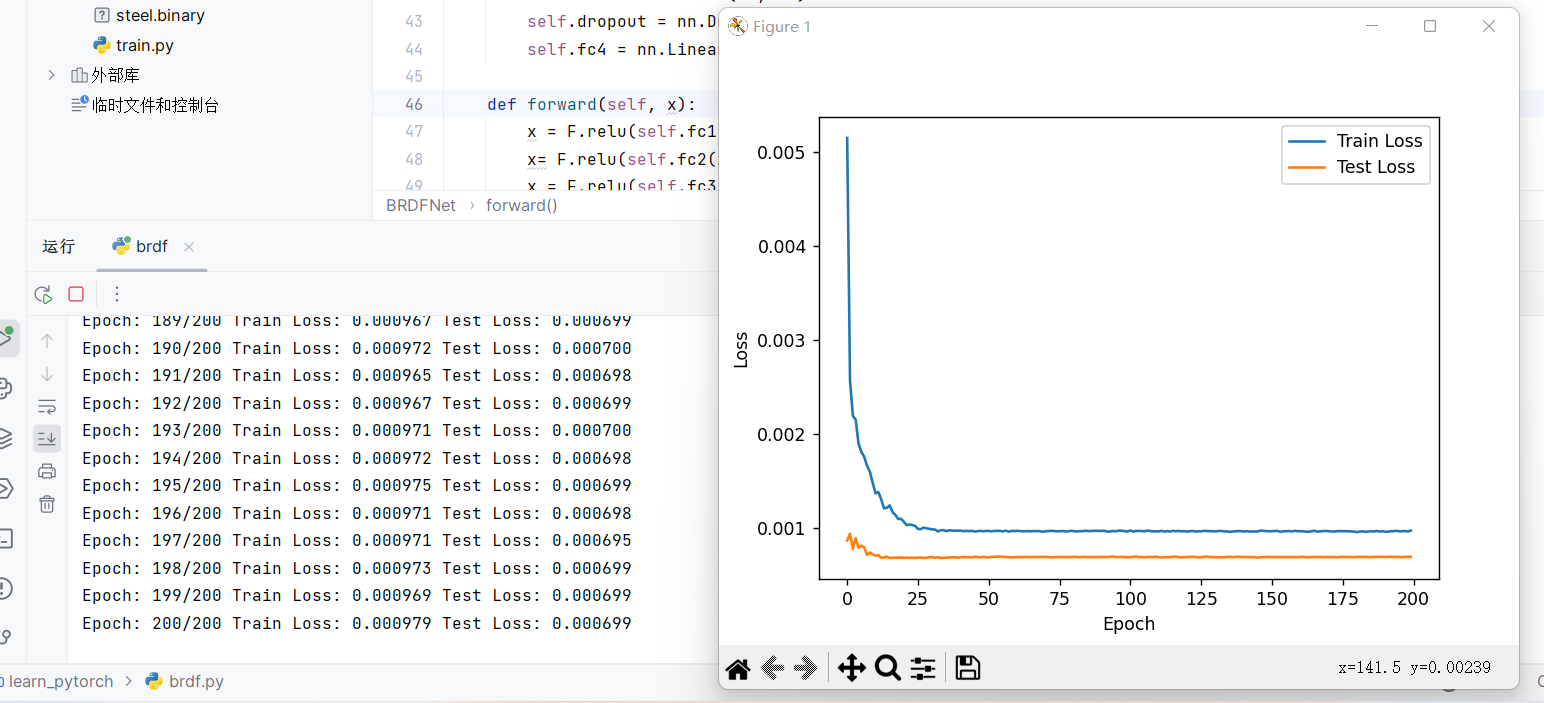 steel.binary
train.py
外部库
临时文件和控制台
43 self.dropout = nn.
44 self.fc4 = nn.Linea
45
46 def forward(self, x):
47 x = F.relu(self.fc1
48 x= F.relu(self.fc2(
49 x = F.relu(self.fc3
BRDFNet › forward()
运行 brdf
Epoch: 189/200 Train Loss: 0.000967 Test Loss: 0.000699
Epoch: 190/200 Train Loss: 0.000972 Test Loss: 0.000700
Epoch: 191/200 Train Loss: 0.000965 Test Loss: 0.000698
Epoch: 192/200 Train Loss: 0.000967 Test Loss: 0.000699
Epoch: 193/200 Train Loss: 0.000971 Test Loss: 0.000700
Epoch: 194/200 Train Loss: 0.000972 Test Loss: 0.000698
Epoch: 195/200 Train Loss: 0.000975 Test Loss: 0.000699
Epoch: 196/200 Train Loss: 0.000971 Test Loss: 0.000698
Epoch: 197/200 Train Loss: 0.000971 Test Loss: 0.000695
Epoch: 198/200 Train Loss: 0.000973 Test Loss: 0.000699
Epoch: 199/200 Train Loss: 0.000969 Test Loss: 0.000699
Epoch: 200/200 Train Loss: 0.000979 Test Loss: 0.000699
learn_pytorch > brdf.py
Figure 1
Train Loss
Test Loss
0.005
0.004
0.003
0.002
0.001
Loss
0 25 50 75 100 125 150 175 200
Epoch
x=141.5 y=0.00239